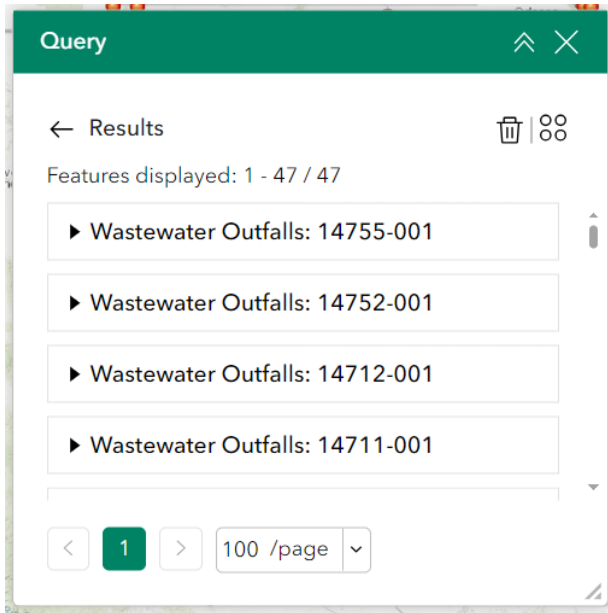 Query
← Results
Features displayed: 1 - 47 / 47
Wastewater Outfalls: 14755-001
Wastewater Outfalls: 14752-001
Wastewater Outfalls: 14712-001
Wastewater Outfalls: 14711-001
1
100 /page